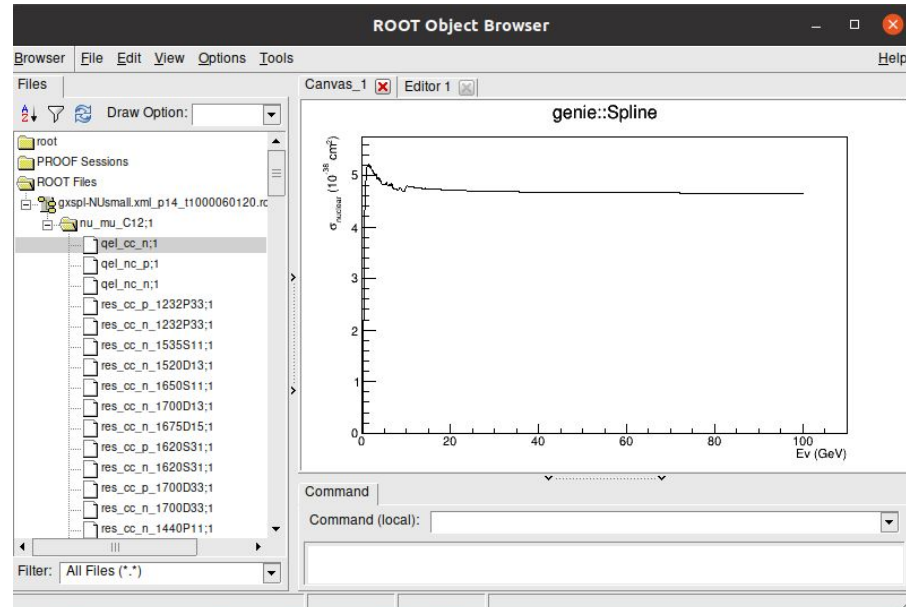 ROOT Object Browser
Browser File Edit View Options Tools Help
Files
Draw Option:
root
PROOF Sessions
ROOT Files
gxspl-NUsmall.xml_p14_t1000060120.rc
nu_mu_C12;1
qel_cc_n;1
qel_nc_p;1
qel_nc_n;1
res_cc_p_1232P33;1
res_cc_n_1232P33;1
res_cc_n_1535S11;1
res_cc_n_1520D13;1
res_cc_n_1650S11;1
res_cc_n_1700D13;1
res_cc_n_1675D15;1
res_cc_p_1620S31;1
res_cc_n_1620S31;1
res_cc_p_1700D33;1
res_cc_n_1700D33;1
res_cc_n_1440P11;1
Filter: All Files (*.*)
Canvas_1 Editor 1
genie::Spline
σnuclear (10⁻³⁸ cm²)
5
4
3
2
1
0
0 20 40 60 80 100
Ev (GeV)
Command
Command (local):